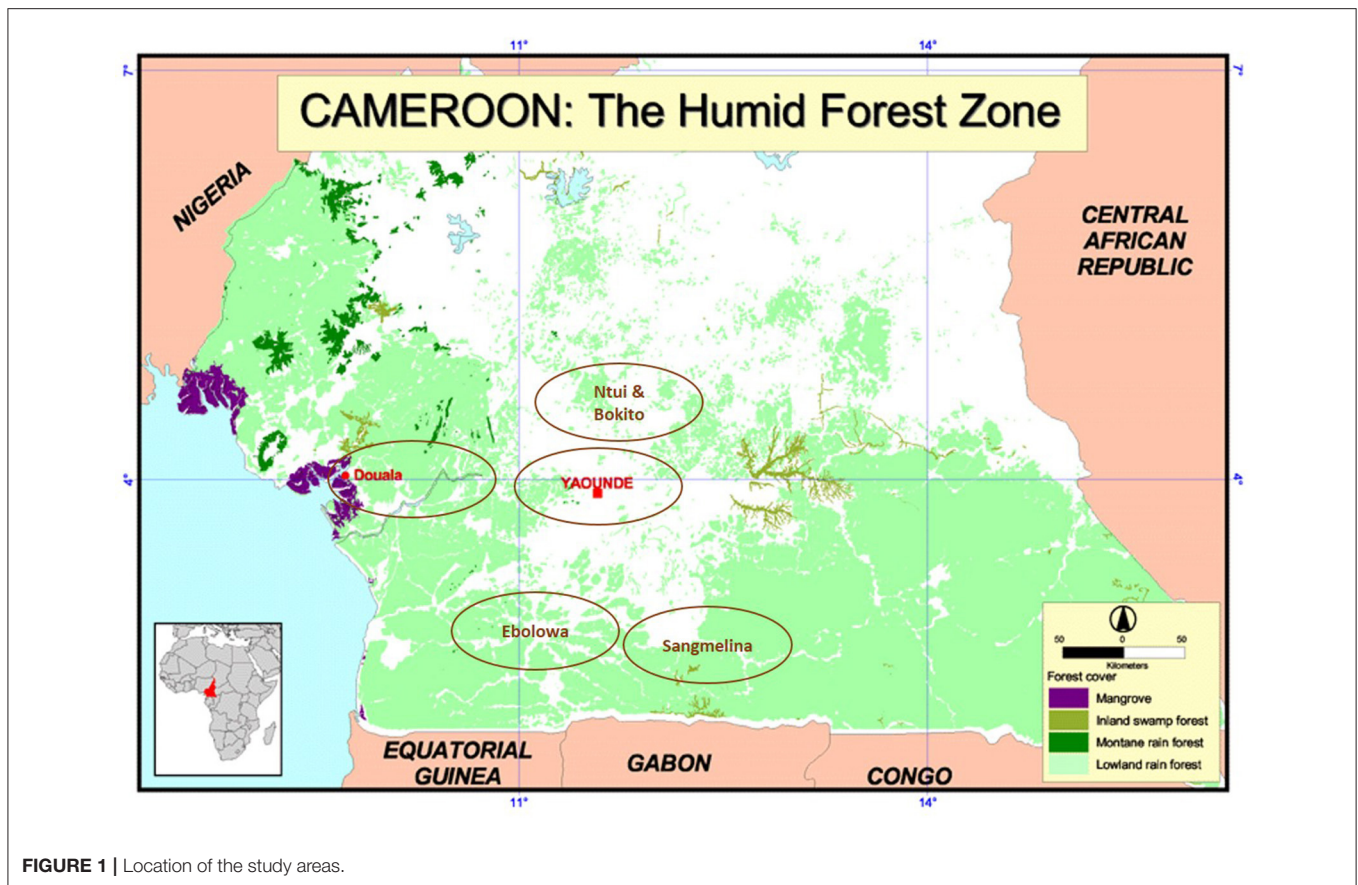 11° 14°
7° 7°
CAMEROON: The Humid Forest Zone
NIGERIA
CENTRAL
AFRICAN
REPUBLIC
Ntui &
Bokito
Douala
YAOUNDE
4° 4°
Ebolowa
Sangmelina
50 0 50
Kilometers
Forest cover
Mangrove
Inland swamp forest
Montane rain forest
Lowland rain forest
EQUATORIAL
GUINEA
GABON
CONGO
11° 14°
FIGURE 1 | Location of the study areas.